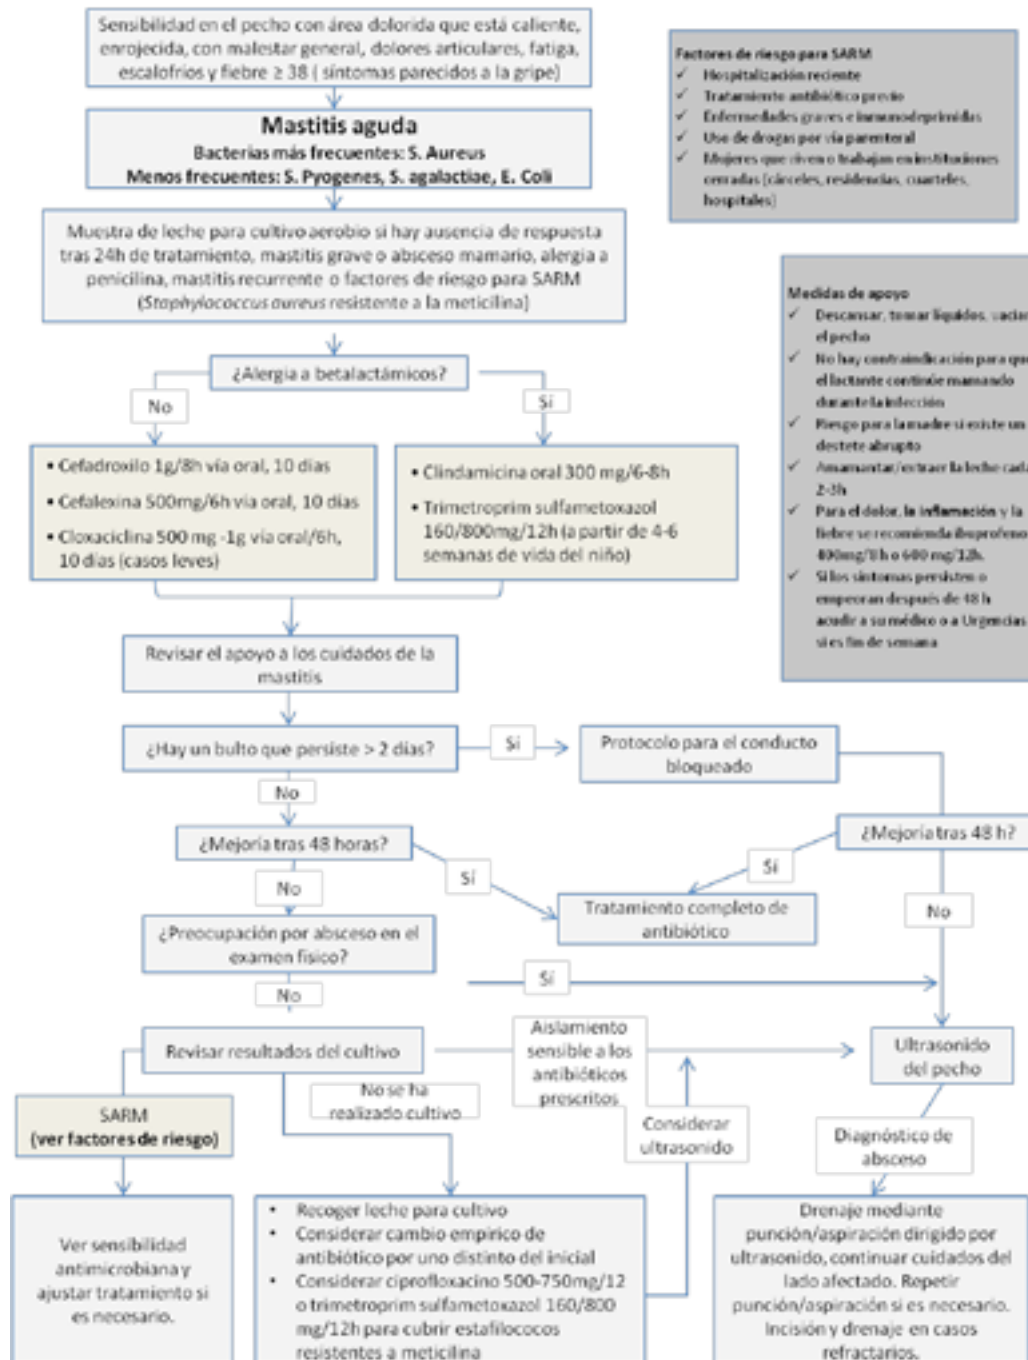 Sensibilidad en el pecho con área dolorida que está caliente,
enrojecida, con malestar general, dolores articulares, fatiga,
escalofríos y fiebre ≥ 38 ( síntomas parecidos a la gripe)
Mastitis aguda
Bacterias más frecuentes: S. Aureus
Menos frecuentes: S. Pyogenes, S. agalactiae, E. Coli
Muestra de leche para cultivo aerobio si hay ausencia de respuesta
tras 24h de tratamiento, mastitis grave o absceso mamario, alergia a
penicilina, mastitis recurrente o factores de riesgo para SARM
(Staphylococcus aureus resistente a la meticilina)
Factores de riesgo para SARM
✓ Hospitalización reciente
✓ Tratamiento antibiótico previo
✓ Enfermedades graves e inmunodeprimidas
✓ Uso de drogas por vía parenteral
✓ Mujeres que viven o trabajan en instituciones
cerradas (cárceles, residencias, cuarteles,
hospitales)
Medidas de apoyo
✓ Descansar, tomar líquidos, vaciar
el pecho
✓ No hay contraindicación para que
el lactante continúe mamando
durante la infección
✓ Riesgo para la madre si existe un
destete abrupto
✓ Amamantar/extraer la leche cada
2-3h
✓ Para el dolor, la inflamación y la
fiebre se recomienda ibuprofeno
400mg/8h o 600 mg/12h.
✓ Si los síntomas persisten o
empeoran después de 48 h
acudir a su médico o a Urgencias
si es fin de semana
¿Alergia a betalactámicos?
No
Sí
• Cefadroxilo 1g/8h vía oral, 10 días
• Cefalexina 500mg/6h vía oral, 10 días
• Cloxaciclina 500 mg -1g vía oral/6h,
10 días (casos leves)
• Clindamicina oral 300 mg/6-8h
• Trimetroprim sulfametoxazol
160/800mg/12h (a partir de 4-6
semanas de vida del niño)
Revisar el apoyo a los cuidados de la
mastitis
¿Hay un bulto que persiste > 2 días?
Sí
Protocolo para el conducto
bloqueado
No
¿Mejoría tras 48 horas?
¿Mejoría tras 48 h?
Sí
Sí
No
Tratamiento completo de
antibiótico
No
¿Preocupación por absceso en el
examen físico?
Sí
No
Revisar resultados del cultivo
Aislamiento
sensible a los
antibióticos
prescritos
Ultrasonido
del pecho
No se ha
realizado cultivo
SARM
(ver factores de riesgo)
Considerar
ultrasonido
Diagnóstico de
absceso
Ver sensibilidad
antimicrobiana y
ajustar tratamiento si
es necesario.
• Recoger leche para cultivo
• Considerar cambio empírico de
antibiótico por uno distinto del inicial
• Considerar ciprofloxacino 500-750mg/12
o trimetroprim sulfametoxazol 160/800
mg/12h para cubrir estafilococos
resistentes a meticilina
Drenaje mediante
punción/aspiración dirigido por
ultrasonido, continuar cuidados del
lado afectado. Repetir
punción/aspiración si es necesario.
Incisión y drenaje en casos
refractarios.